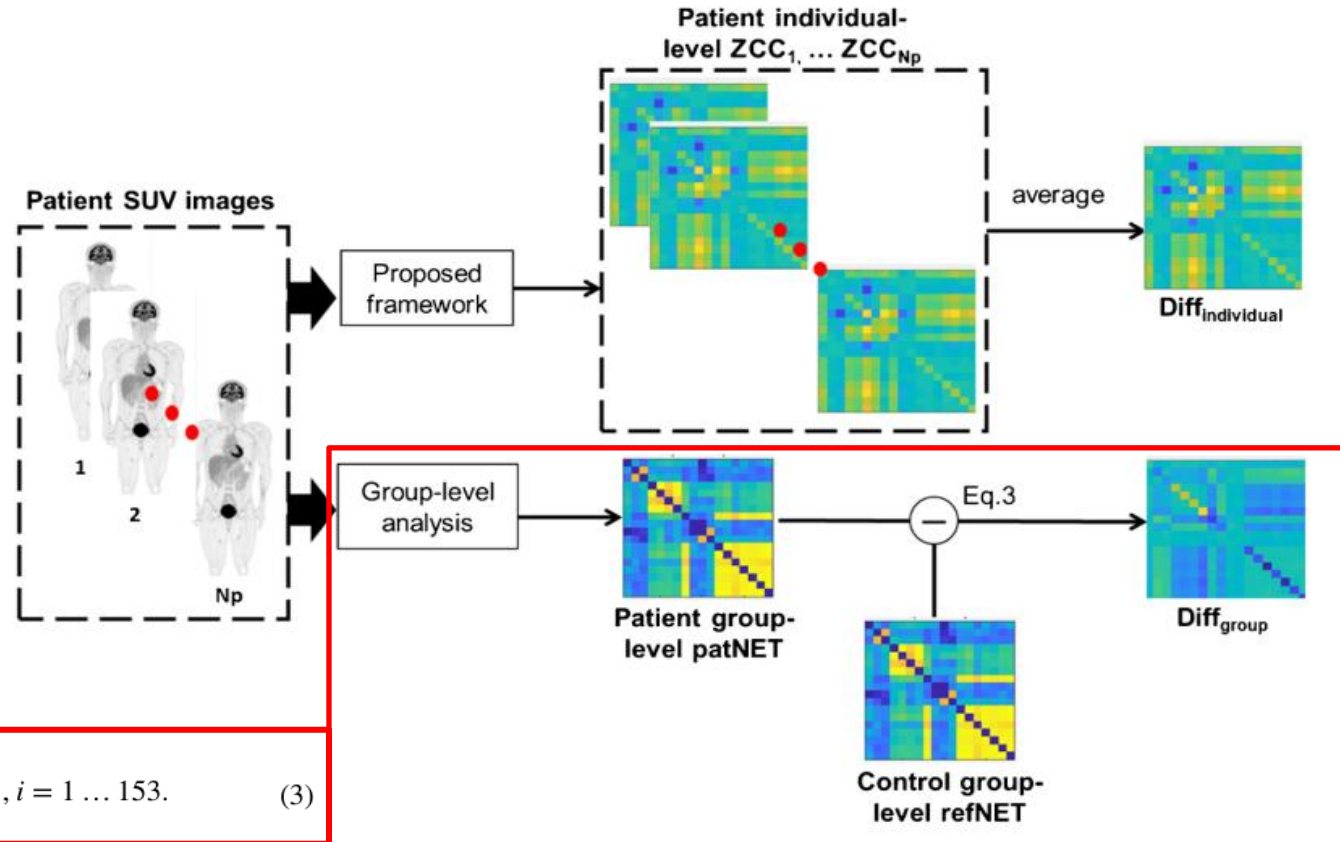 Patient individual-
level ZCC1, ... ZCCNp
Patient SUV images
1
2
Np
Proposed
framework
average
Diffindividual
Group-level
analysis
Patient group-
level patNET
Eq.3
−
Control group-
level refNET
Diffgroup
, i = 1 … 153. (3)